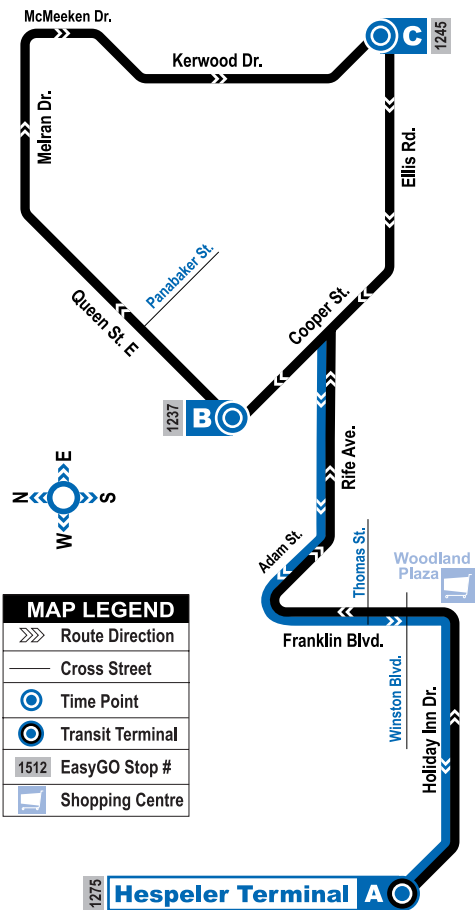 McMeeken Dr.
Kerwood Dr.
C
1245
Melran Dr.
Ellis Rd.
Panabaker St.
Queen St. E
Cooper St.
1237
B
Rife Ave.
N
E
W
S
Adam St.
Thomas St.
Woodland
Plaza
Franklin Blvd.
Winston Blvd.
Holiday Inn Dr.
MAP LEGEND
Route Direction
Cross Street
Time Point
Transit Terminal
1512 EasyGO Stop #
Shopping Centre
1275
Hespeler Terminal A